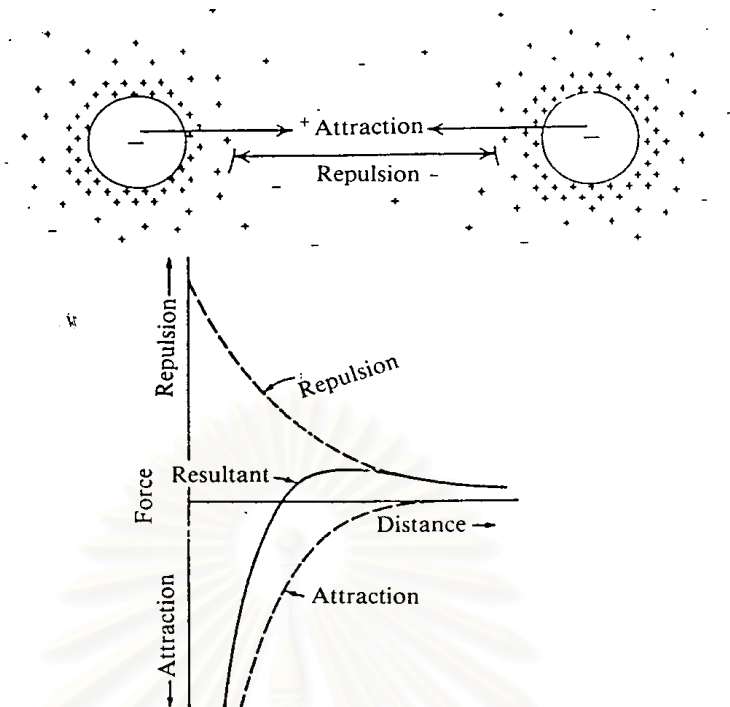 + Attraction
Repulsion -
Repulsion
Repulsion
Resultant
Force
Distance
Attraction
Attraction